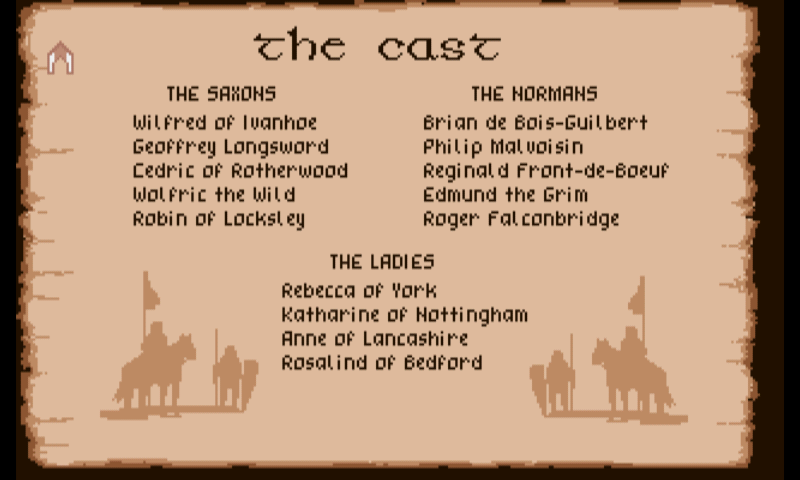 the cast
THE SAXONS
Wilfred of Ivanhoe
Geoffrey Longsword
Cedric of Rotherwood
Wolfric the Wild
Robin of Locksley
THE NORMANS
Brian de Bois-Guilbert
Philip Malvoisin
Reginald Front-de-Boeuf
Edmund the Grim
Roger Falconbridge
THE LADIES
Rebecca of York
Katharine of Nottingham
Anne of Lancashire
Rosalind of Bedford